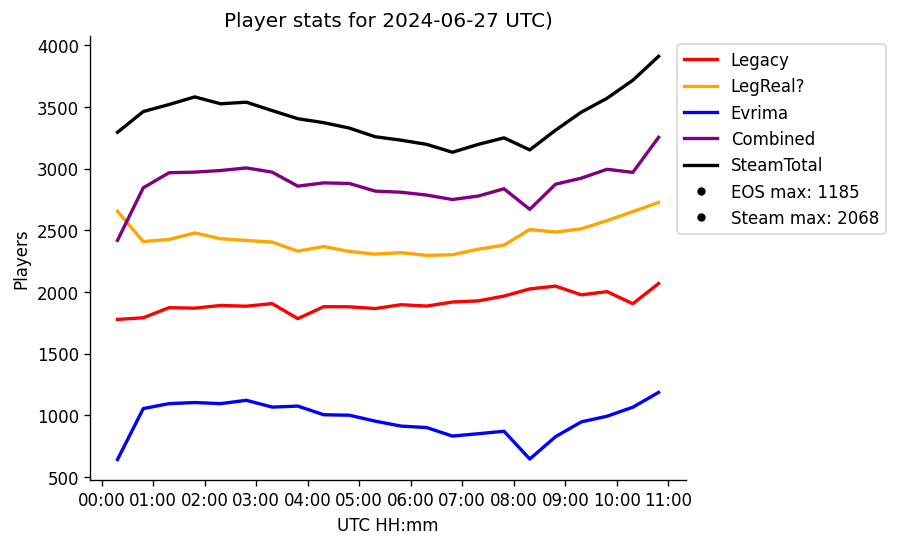 Player stats for 2024-06-27 UTC)
4000
3500
3000
2500
2000
1500
1000
500
Players
00:00 01:00 02:00 03:00 04:00 05:00 06:00 07:00 08:00 09:00 10:00 11:00
UTC HH:mm
Legacy
LegReal?
Evrima
Combined
SteamTotal
EOS max: 1185
Steam max: 2068